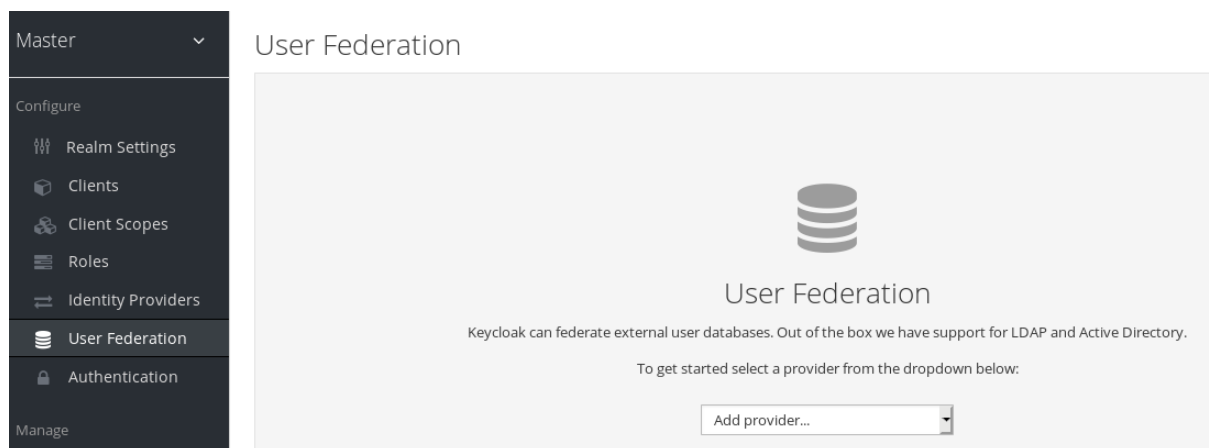 Master
User Federation
Configure
Realm Settings
Clients
Client Scopes
Roles
Identity Providers
User Federation
Authentication
Manage
User Federation
Keycloak can federate external user databases. Out of the box we have support for LDAP and Active Directory.
To get started select a provider from the dropdown below:
Add provider...